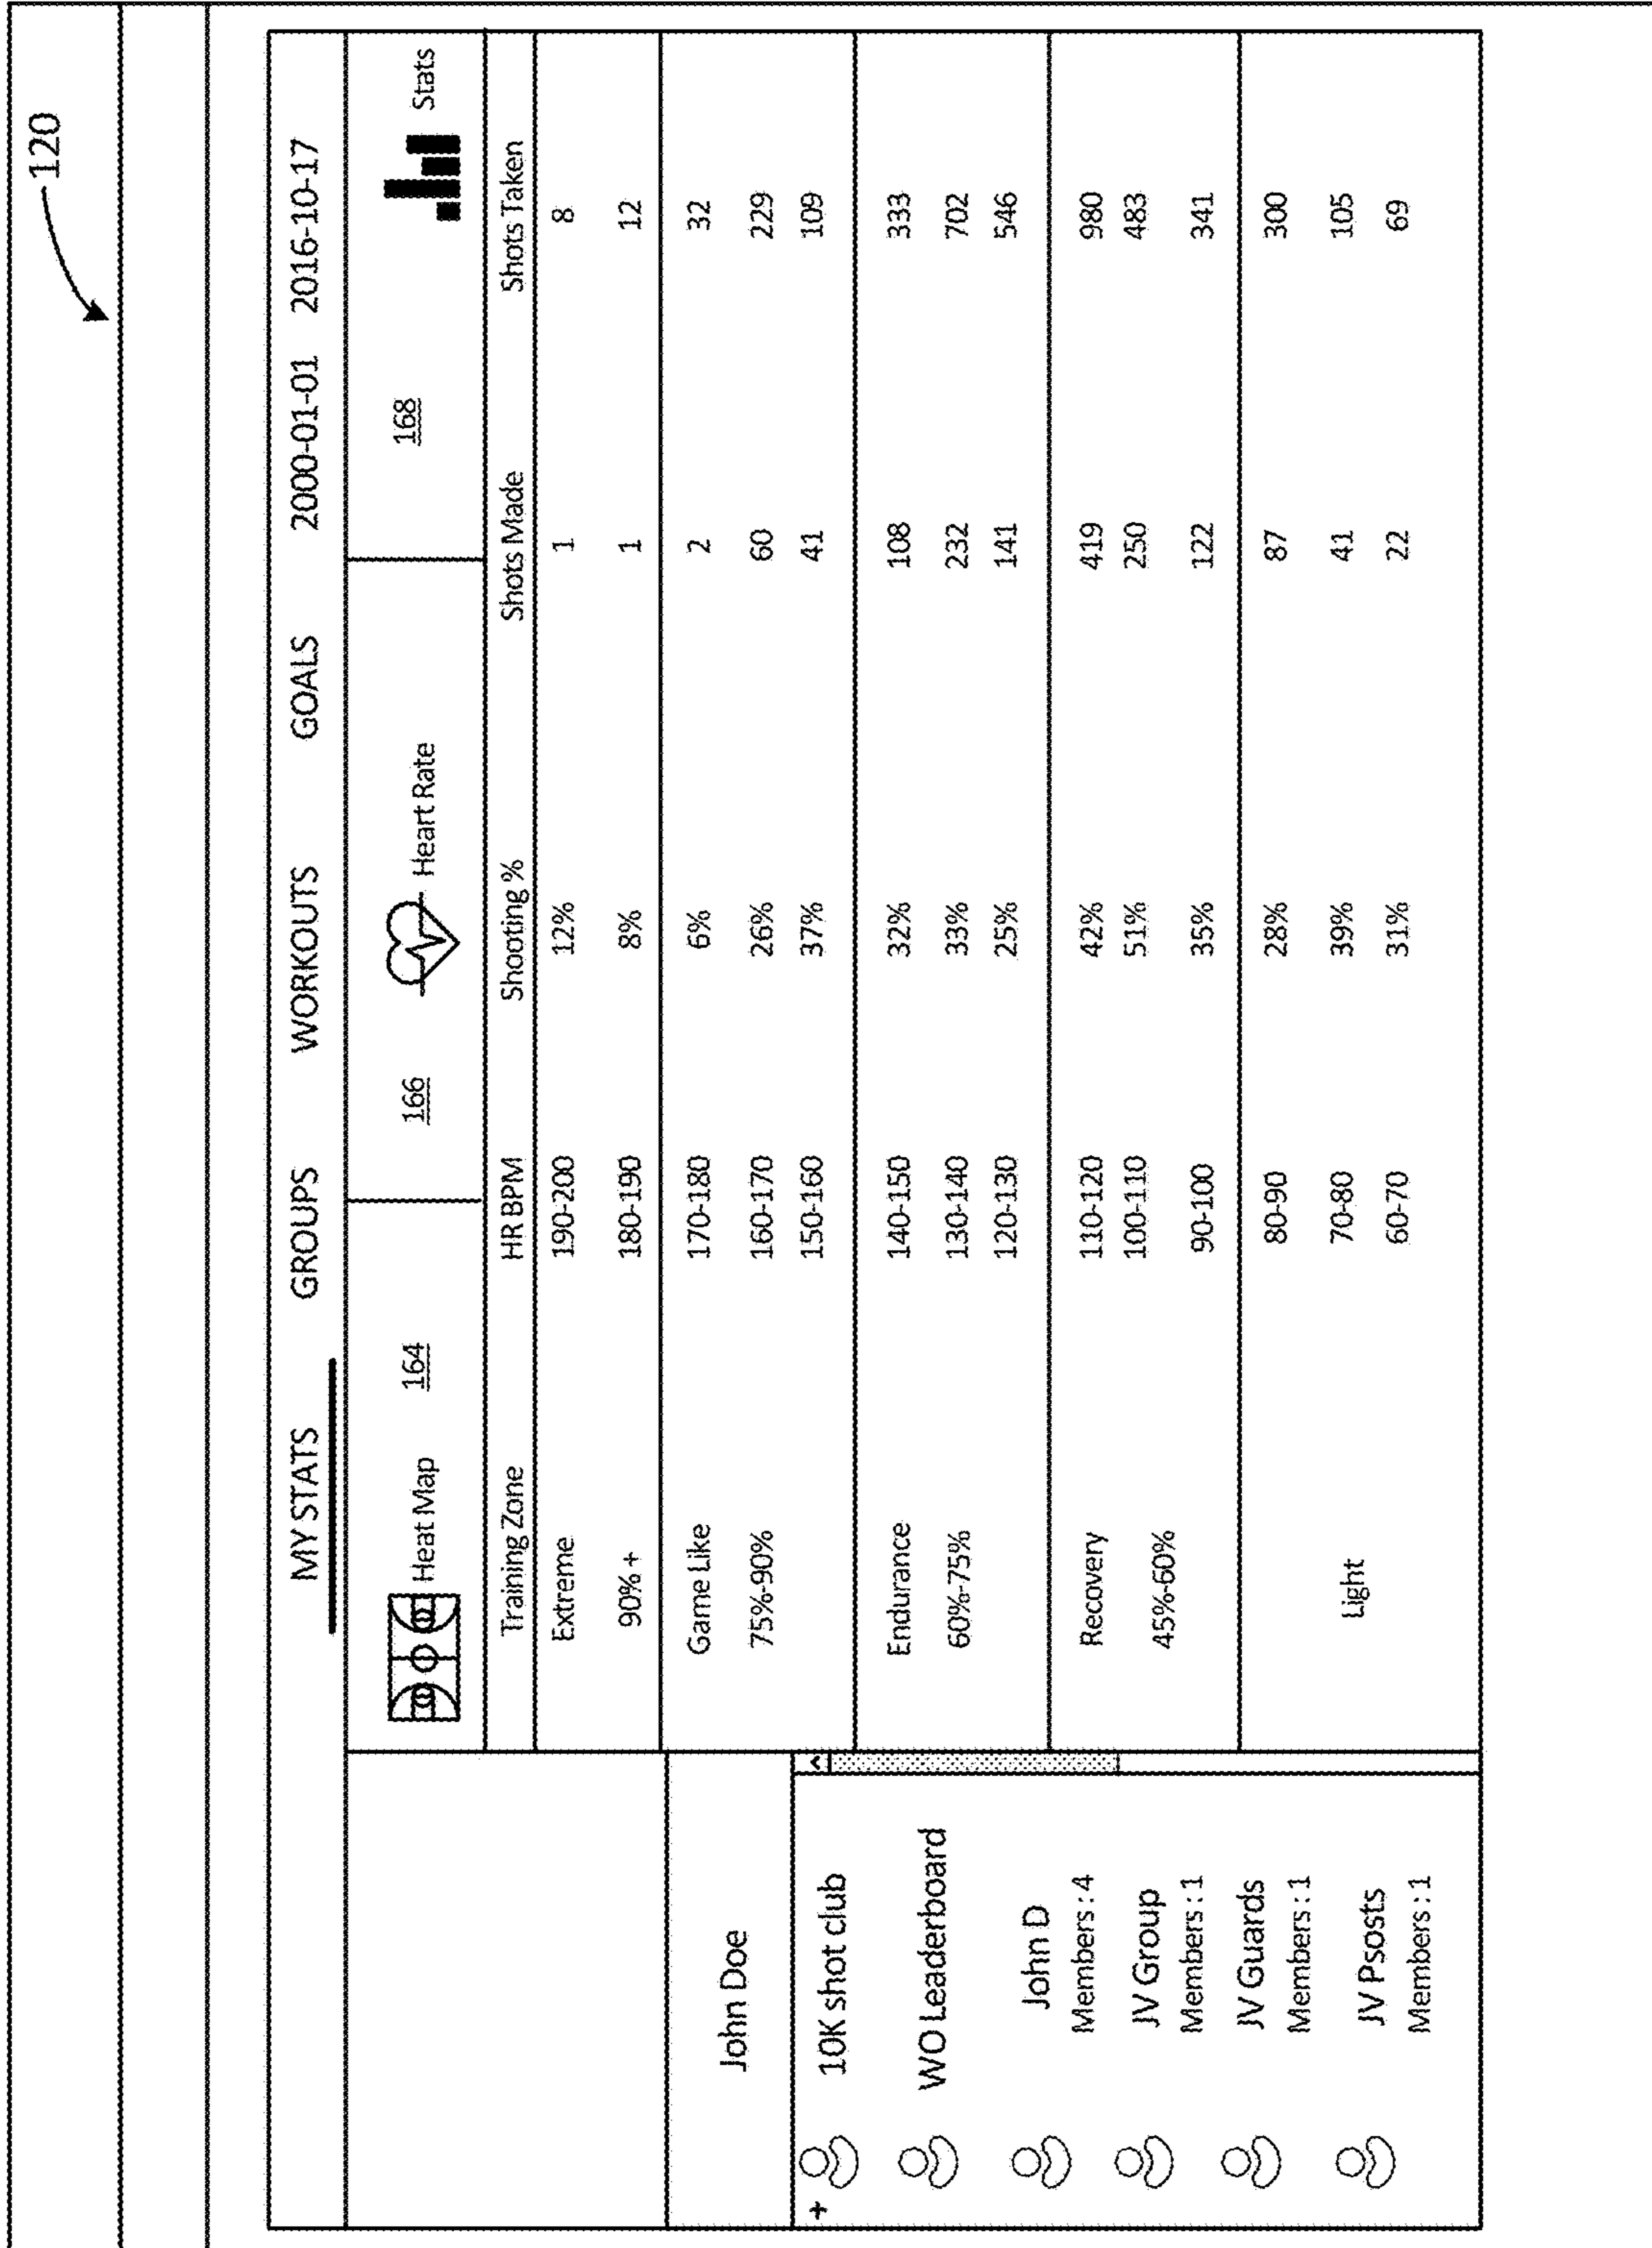 120
MY STATS GROUPS WORKOUTS GOALS 2000-01-01 2016-10-17
Heat Map 164 166 Heart Rate 168 Stats
Training Zone HR BPM Shooting % Shots Made Shots Taken
Extreme 190-200 12% 1 8
90% + 180-190 8% 1 12
Game Like 170-180 6% 2 32
75%-90% 160-170 26% 60 229
150-160 37% 41 109
Endurance 140-150 32% 108 333
60%-75% 130-140 33% 232 702
120-130 25% 141 546
Recovery 110-120 42% 419 980
100-110 51% 250 483
45%-60%
90-100 35% 122 341
80-90 28% 87 300
Light 70-80 39% 41 105
60-70 31% 22 69
John Doe
+ 10K shot club
WO Leaderboard
John D
Members : 4
JV Group
Members : 1
JV Guards
Members : 1
JV Psosts
Members : 1